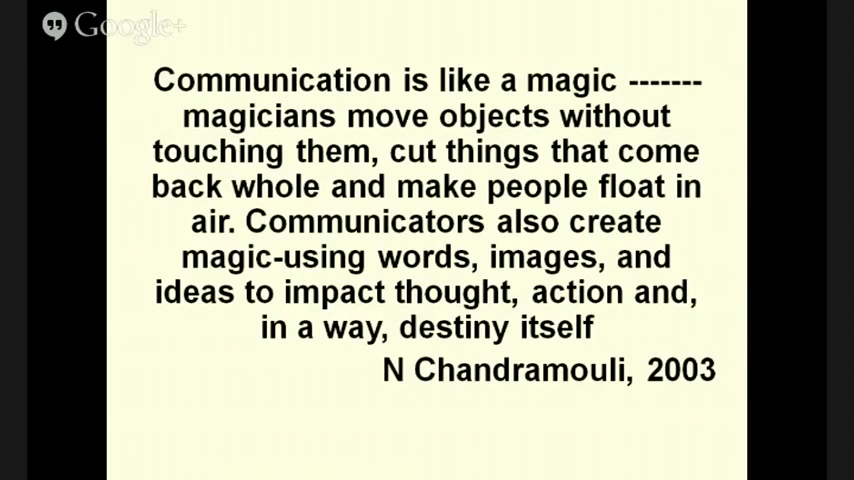 Google+
Communication is like a magic -------
magicians move objects without
touching them, cut things that come
back whole and make people float in
air. Communicators also create
magic-using words, images, and
ideas to impact thought, action and,
in a way, destiny itself
N Chandramouli, 2003